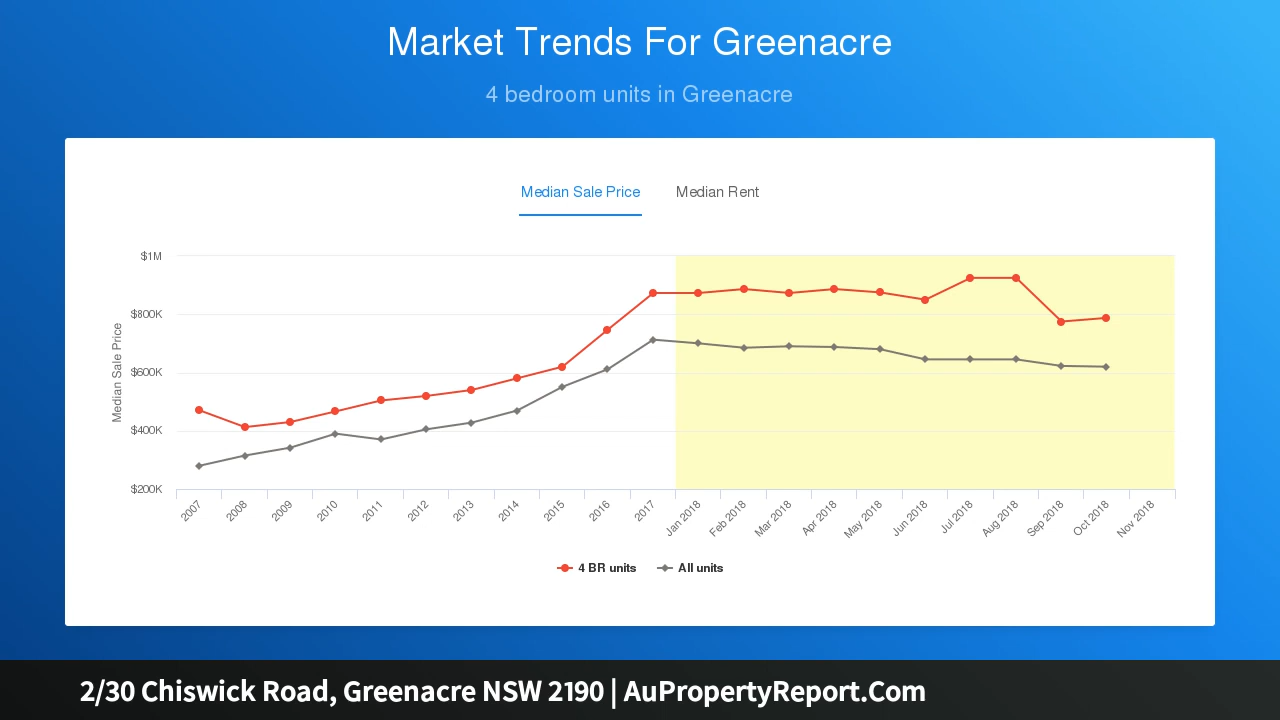 Market Trends For Greenacre
4 bedroom units in Greenacre
Median Sale Price Median Rent
$1M
$800K
$600K
$400K
$200K
Median Sale Price
2007 2008 2009 2010 2011 2012 2013 2014 2015 2016 2017 Jan 2018 Feb 2018 Mar 2018 Apr 2018 May 2018 Jun 2018 Jul 2018 Aug 2018 Sep 2018 Oct 2018 Nov 2018
4 BR units All units
2/30 Chiswick Road, Greenacre NSW 2190 | AuPropertyReport.Com